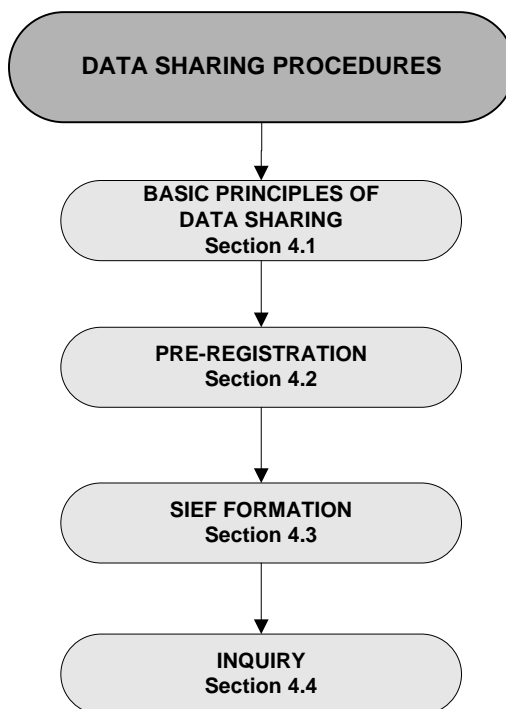 DATA SHARING PROCEDURES
BASIC PRINCIPLES OF
DATA SHARING
Section 4.1
PRE-REGISTRATION
Section 4.2
SIEF FORMATION
Section 4.3
INQUIRY
Section 4.4